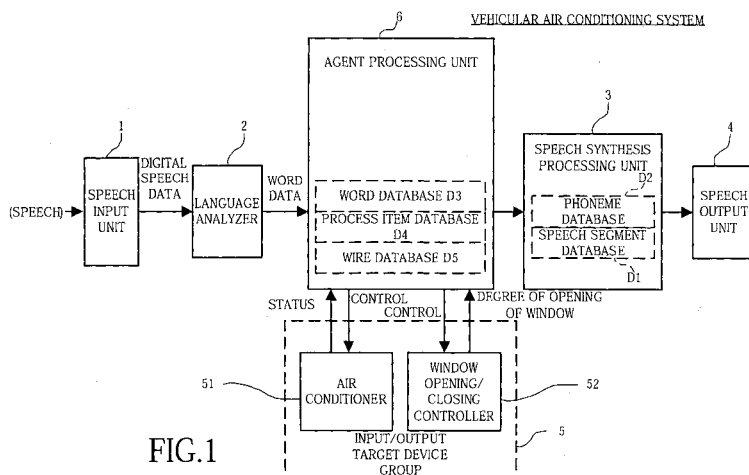 VEHICULAR AIR CONDITIONING SYSTEM
6
AGENT PROCESSING UNIT
1
2
3
4
SPEECH SYNTHESIS
PROCESSING UNIT
D2
PHONEME
DATABASE
SPEECH SEGMENT
DATABASE
D1
DIGITAL
SPEECH
DATA
WORD
DATA
(SPEECH)
SPEECH
INPUT
UNIT
LANGUAGE
ANALYZER
WORD DATABASE D3
PROCESS ITEM DATABASE
D4
WIRE DATABASE D5
SPEECH
OUTPUT
UNIT
STATUS
CONTROL
CONTROL
DEGREE OF OPENING
OF WINDOW
51
AIR
CONDITIONER
WINDOW
OPENING/
CLOSING
CONTROLLER
52
INPUT/OUTPUT
TARGET DEVICE
GROUP
5
FIG.1